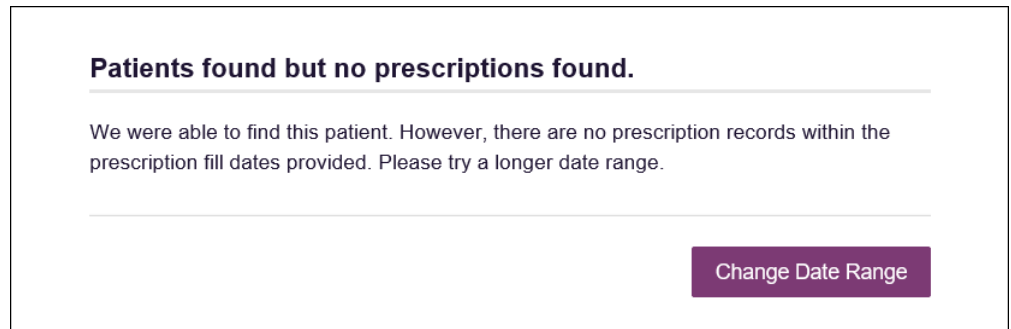 Patients found but no prescriptions found.
We were able to find this patient. However, there are no prescription records within the
prescription fill dates provided. Please try a longer date range.
Change Date Range